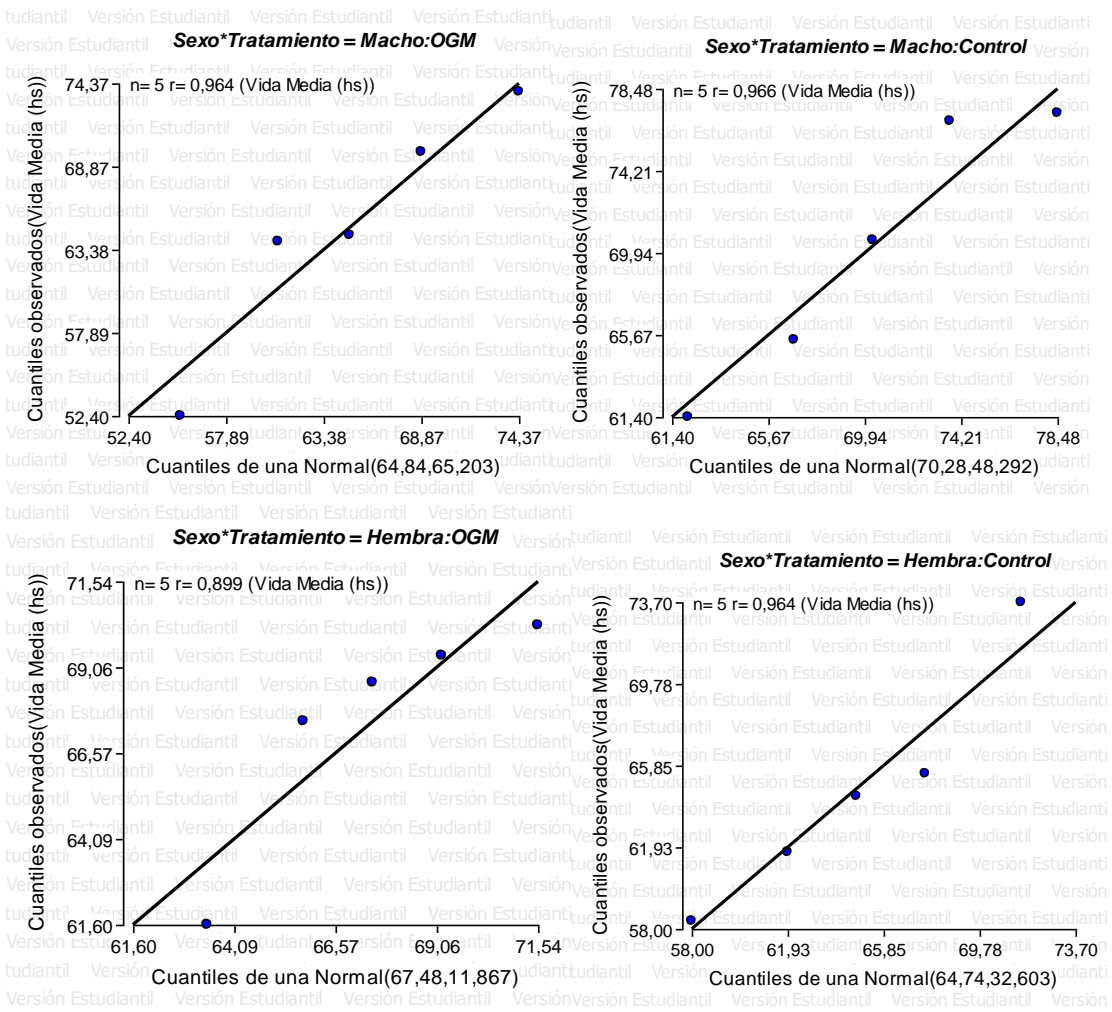 Sexo*Tratamiento = Macho:OGM
n= 5 r= 0,964 (Vida Media (hs))
Cuantiles observados(Vida Media (hs))
74,37
68,87
63,38
57,89
52,40
52,40 57,89 63,38 68,87 74,37
Cuantiles de una Normal(64,84,65,203)
Sexo*Tratamiento = Macho:Control
n= 5 r= 0,966 (Vida Media (hs))
Cuantiles observados(Vida Media (hs))
78,48
74,21
69,94
65,67
61,40
61,40 65,67 69,94 74,21 78,48
Cuantiles de una Normal(70,28,48,292)
Sexo*Tratamiento = Hembra:OGM
n= 5 r= 0,899 (Vida Media (hs))
Cuantiles observados(Vida Media (hs))
71,54
69,06
66,57
64,09
61,60
61,60 64,09 66,57 69,06 71,54
Cuantiles de una Normal(67,48,11,867)
Sexo*Tratamiento = Hembra:Control
n= 5 r= 0,964 (Vida Media (hs))
Cuantiles observados(Vida Media (hs))
73,70
69,78
65,85
61,93
58,00
58,00 61,93 65,85 69,78 73,70
Cuantiles de una Normal(64,74,32,603)
Versión Estudiantil